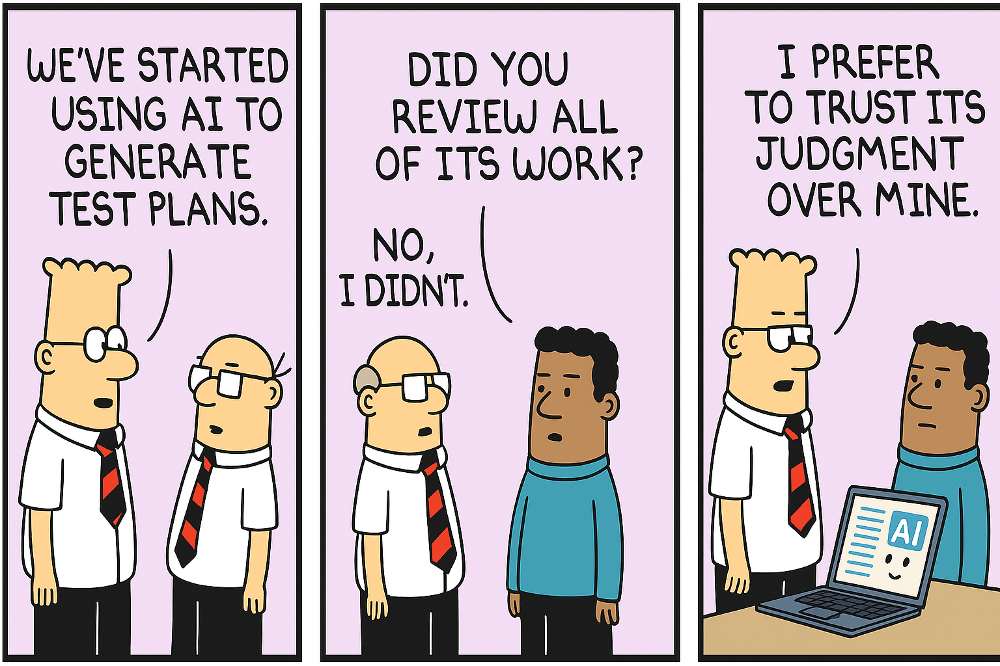 WE'VE STARTED
USING AI TO
GENERATE
TEST PLANS.
DID YOU
REVIEW ALL
OF ITS WORK?
NO,
I DIDN'T.
I PREFER
TO TRUST ITS
JUDGMENT
OVER MINE.
AI